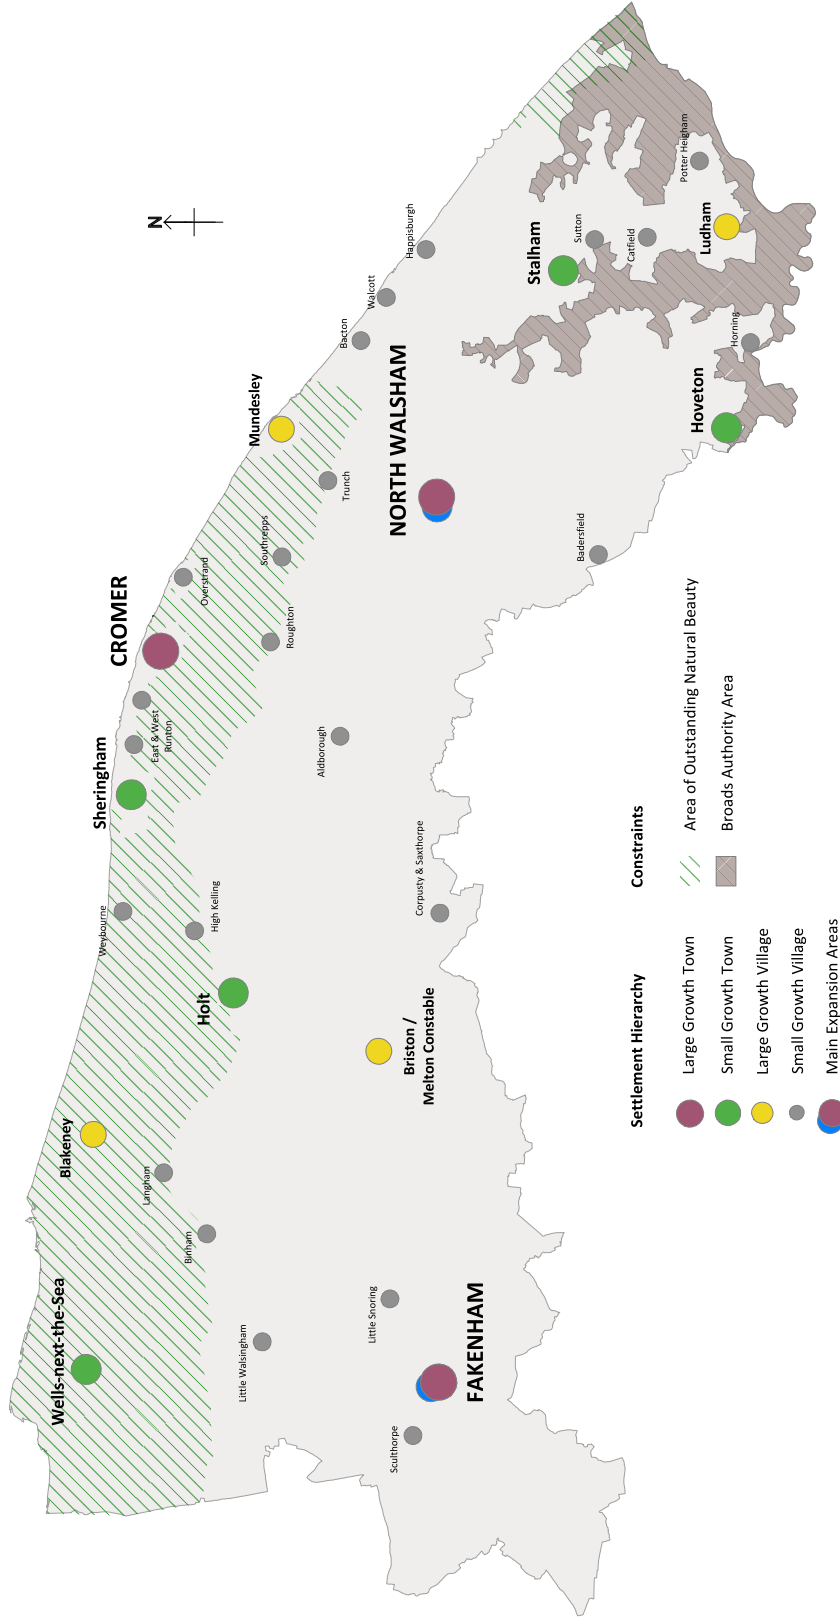 N
Wells-next-the-Sea
Blakeney
Langham
Binham
Little Walsingham
Little Snoring
Sculthorpe
FAKENHAM
Weybourne
High Kelling
Holt
Briston /
Melton Constable
Corpusty & Saxthorpe
Sheringham
East & West
Runton
CROMER
Overstrand
Roughton
Southrepps
Aldborough
Trunch
Mundesley
NORTH WALSHAM
Bacton
Walcott
Happisburgh
Badersfield
Stalham
Sutton
Catfield
Potter Heigham
Ludham
Horning
Hoveton
Settlement Hierarchy
Large Growth Town
Small Growth Town
Large Growth Village
Small Growth Village
Main Expansion Areas
Constraints
Area of Outstanding Natural Beauty
Broads Authority Area